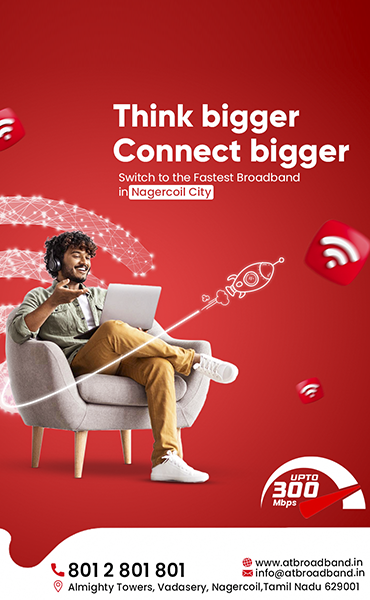 Think bigger
Connect bigger
Switch to the Fastest Broadband
in Nagercoil City
UPTO
300
Mbps
801 2 801 801
www.atbroadband.in
info@atbroadband.in
Almighty Towers, Vadasery, Nagercoil,Tamil Nadu 629001